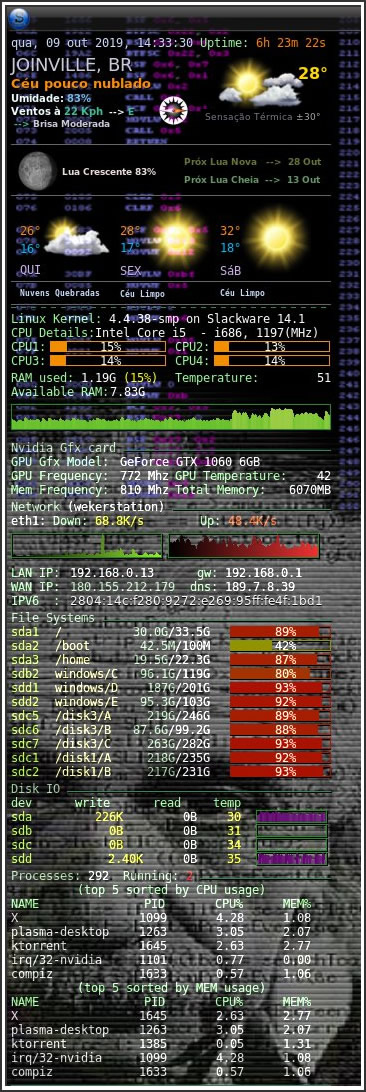 qua, 09 out 2019, 14:33:30 Uptime: 6h 23m 22s
JOINVILLE, BR
Céu pouco nublado
28°
Umidade: 83%
Ventos à 22 Kph --> E
--> Brisa Moderada
Sensação Térmica ±30°
Lua Crescente 83%
Próx Lua Nova --> 28 Out
Próx Lua Cheia --> 13 Out
26° 28° 32°
16° 17° 18°
QUI SEX SáB
Nuvens Quebradas Céu Limpo Céu Limpo
Linux Kernel: 4.4.38-smp on Slackware 14.1
CPU Details:Intel Core i5 - i686, 1197(MHz)
CPU1: 15% CPU2: 13%
CPU3: 14% CPU4: 14%
RAM used: 1.19G (15%) Temperature: 51
Available RAM:7.83G
Nvidia Gfx card
GPU Gfx Model: GeForce GTX 1060 6GB
GPU Frequency: 772 Mhz GPU Temperature: 42
Mem Frequency: 810 Mhz Total Memory: 6070MB
Network (wekerstation)
eth1: Down: 68.8K/s Up: 48.4K/s
LAN IP: 192.168.0.13 gw: 192.168.0.1
WAN IP: 180.155.212.179 dns: 189.7.8.39
IPV6 : 2804:14c:f280:9272:e269:95ff:fe4f:1bd1
File Systems
sda1 / 30.0G/33.5G 89%
sda2 /boot 42.5M/100M 42%
sda3 /home 19.5G/22.3G 87%
sdb2 windows/C 96.1G/119G 80%
sdd1 windows/D 187G/201G 93%
sdd2 windows/E 95.3G/103G 92%
sdc5 /disk3/A 219G/246G 89%
sdc6 /disk3/B 87.6G/99.2G 88%
sdc7 /disk3/C 263G/282G 93%
sdc1 /disk1/A 218G/235G 92%
sdc2 /disk1/B 217G/231G 93%
Disk IO
dev write read temp
sda 226K 0B 30
sdb 0B 0B 31
sdc 0B 0B 34
sdd 2.40K 0B 35
Processes: 292 Running: 2
(top 5 sorted by CPU usage)
NAME PID CPU% MEM%
X 1099 4.28 1.08
plasma-desktop 1263 3.05 2.07
ktorrent 1645 2.63 2.77
irq/32-nvidia 1101 0.77 0.00
compiz 1633 0.57 1.06
(top 5 sorted by MEM usage)
NAME PID CPU% MEM%
X 1645 2.63 2.77
plasma-desktop 1263 3.05 2.07
ktorrent 1385 0.05 1.31
irq/32-nvidia 1099 4.28 1.08
compiz 1633 0.57 1.06